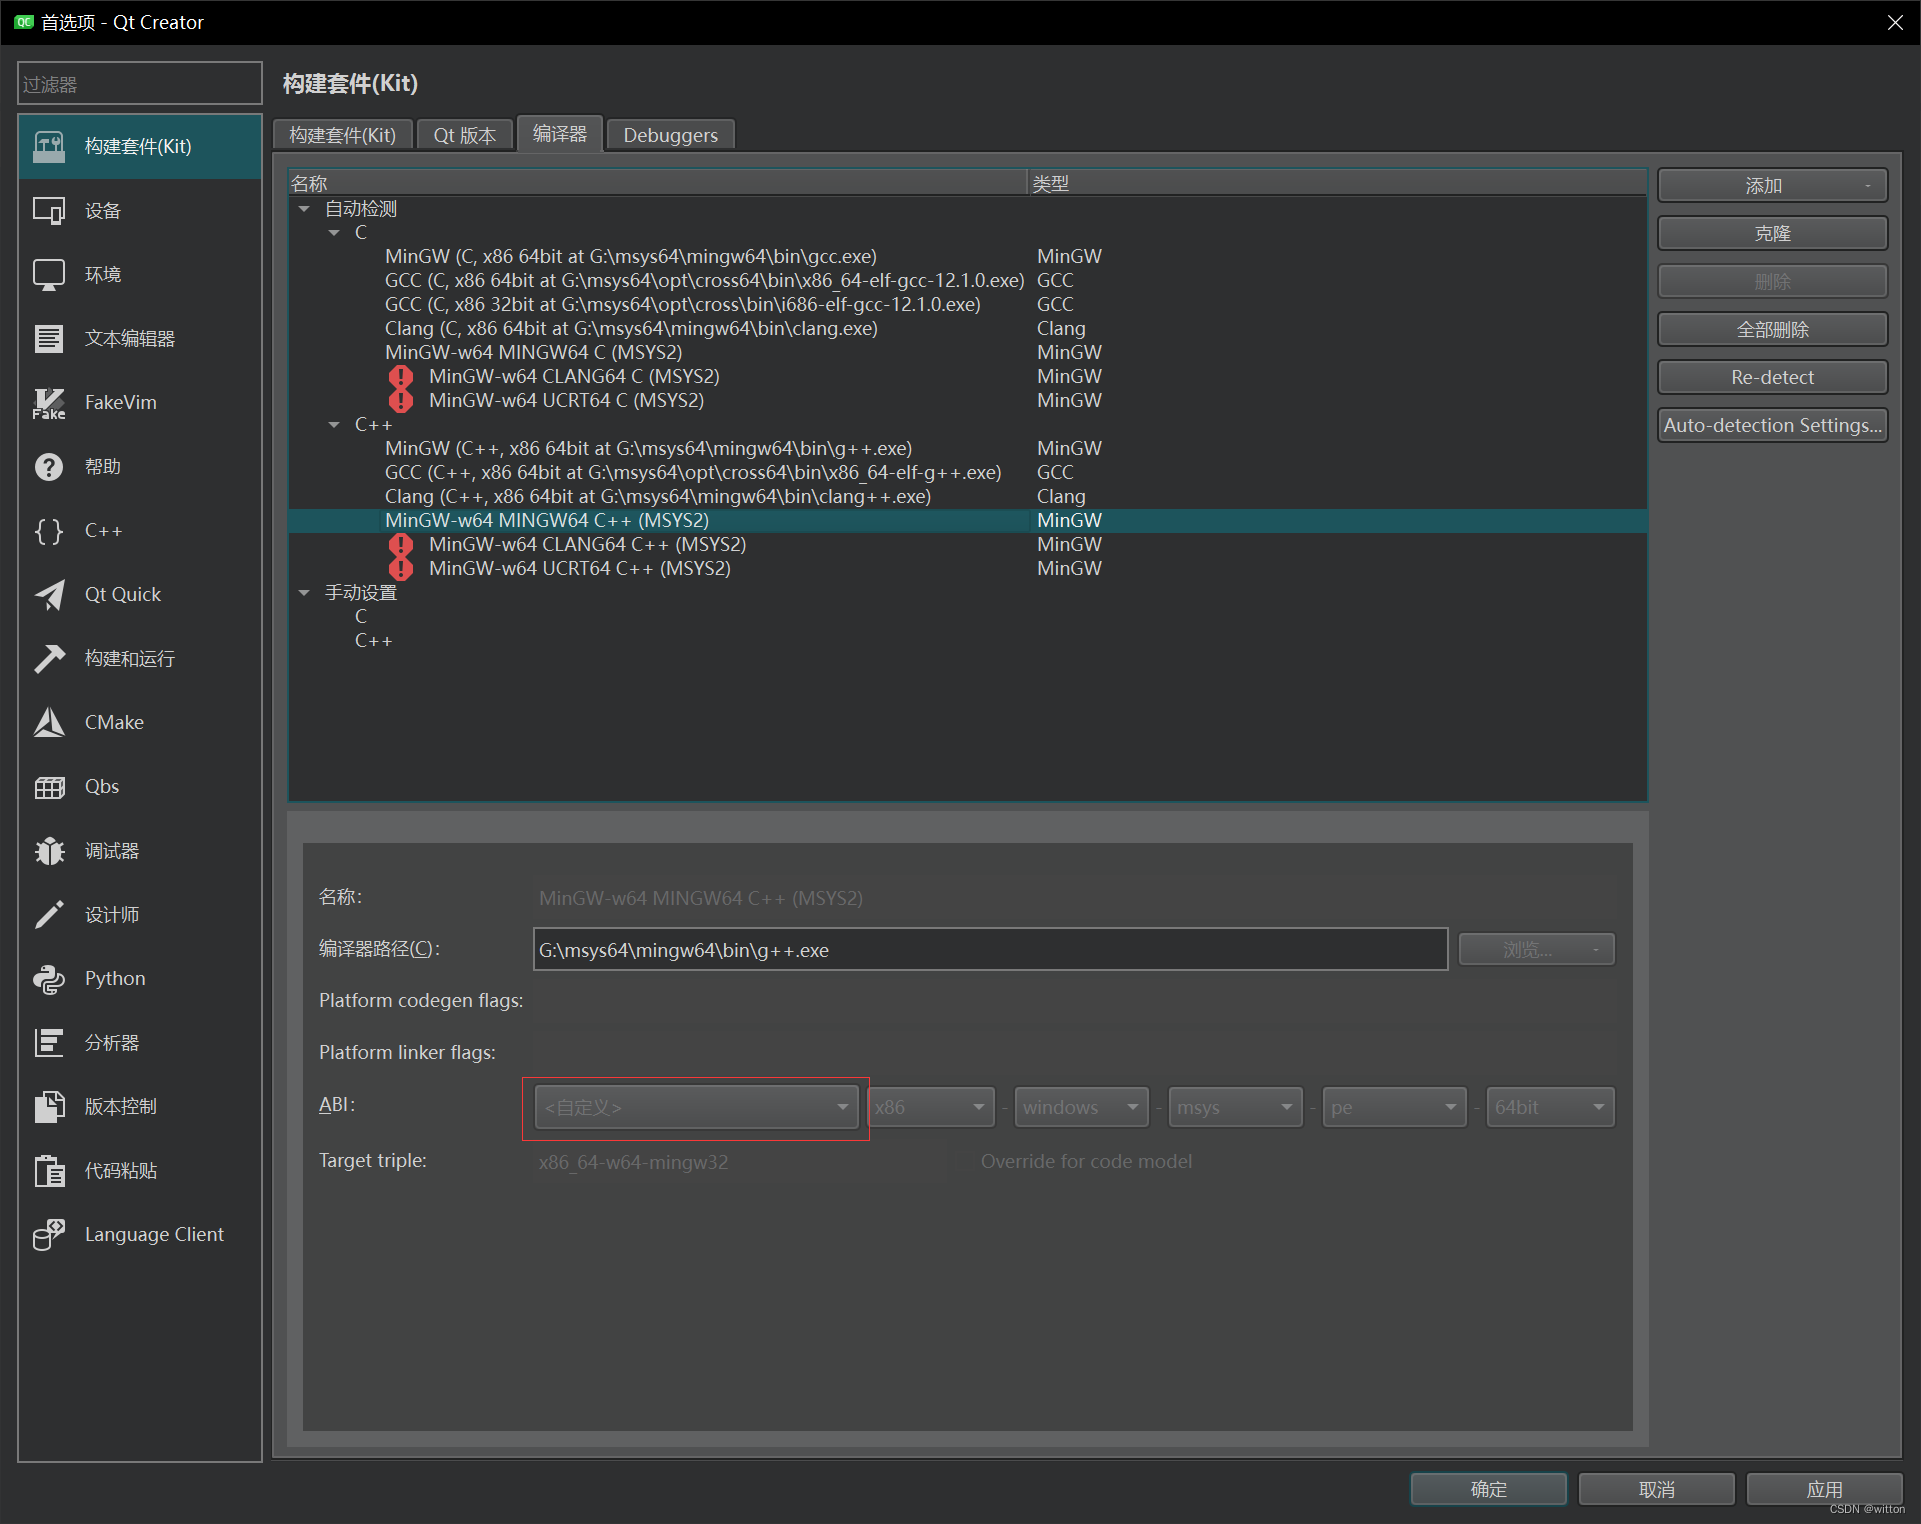 QC 首选项 - Qt Creator
过滤器
构建套件(Kit)
设备
环境
文本编辑器
FakeVim
帮助
C++
Qt Quick
构建和运行
CMake
Qbs
调试器
设计师
Python
分析器
版本控制
代码粘贴
Language Client
构建套件(Kit)
构建套件(Kit) Qt 版本 编译器 Debuggers
名称 类型
自动检测
C
MinGW (C, x86 64bit at G:\msys64\mingw64\bin\gcc.exe) MinGW
GCC (C, x86 64bit at G:\msys64\opt\cross64\bin\x86_64-elf-gcc-12.1.0.exe) GCC
GCC (C, x86 32bit at G:\msys64\opt\cross\bin\i686-elf-gcc-12.1.0.exe) GCC
Clang (C, x86 64bit at G:\msys64\mingw64\bin\clang.exe) Clang
MinGW-w64 MINGW64 C (MSYS2) MinGW
MinGW-w64 CLANG64 C (MSYS2) MinGW
MinGW-w64 UCRT64 C (MSYS2) MinGW
C++
MinGW (C++, x86 64bit at G:\msys64\mingw64\bin\g++.exe) MinGW
GCC (C++, x86 64bit at G:\msys64\opt\cross64\bin\x86_64-elf-g++.exe) GCC
Clang (C++, x86 64bit at G:\msys64\mingw64\bin\clang++.exe) Clang
MinGW-w64 MINGW64 C++ (MSYS2) MinGW
MinGW-w64 CLANG64 C++ (MSYS2) MinGW
MinGW-w64 UCRT64 C++ (MSYS2) MinGW
手动设置
C
C++
添加
克隆
删除
全部删除
Re-detect
Auto-detection Settings...
名称: MinGW-w64 MINGW64 C++ (MSYS2)
编译器路径(C): G:\msys64\mingw64\bin\g++.exe 浏览...
Platform codegen flags:
Platform linker flags:
ABI: <自定义> x86 - windows - msys - pe - 64bit
Target triple: x86_64-w64-mingw32 Override for code model
确定 取消 应用
CSDN @witton
Fake